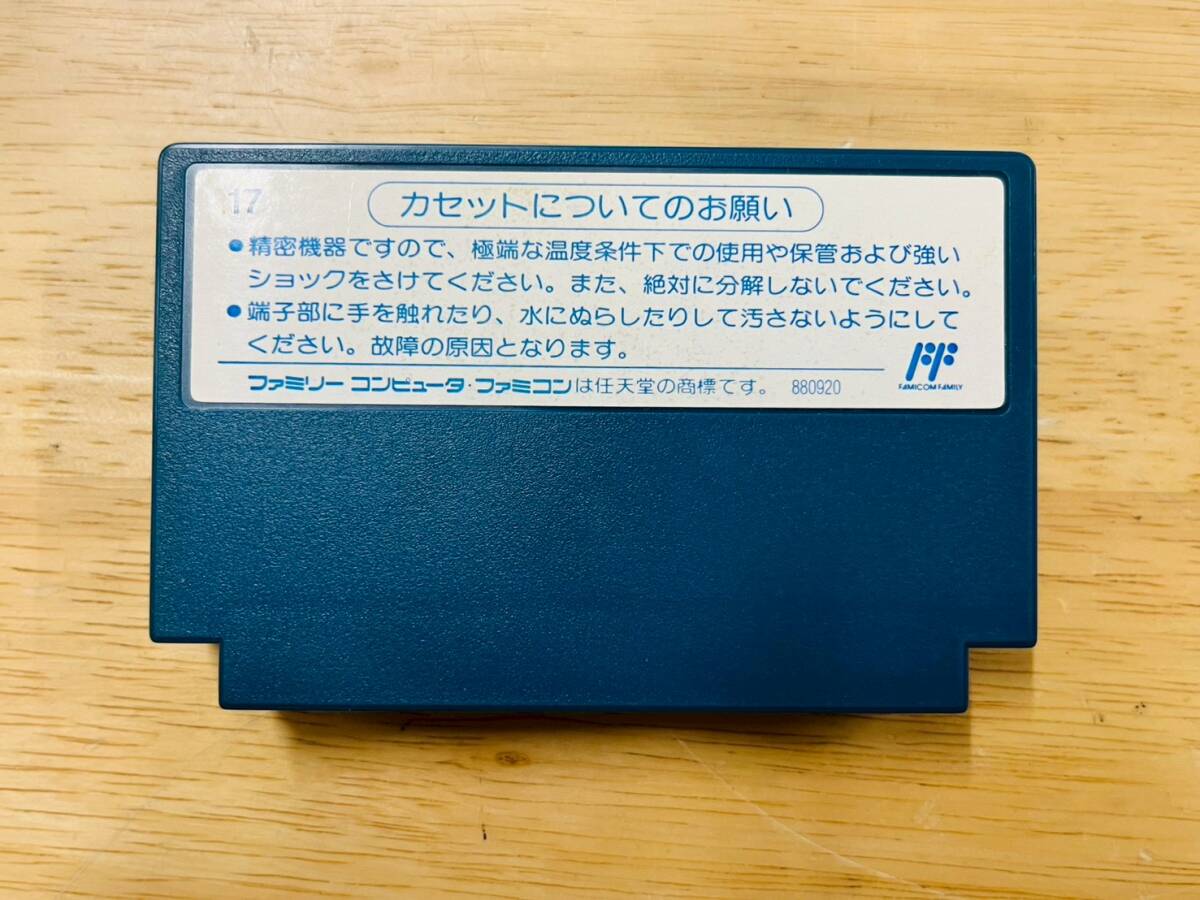 17
カセットについてのお願い
●精密機器ですので、極端な温度条件下での使用や保管および強い
ショックをさけてください。また、絶対に分解しないでください。
●端子部に手を触れたり、水にぬらしたりして汚さないようにして
ください。故障の原因となります。
ファミリー コンピュータ・ファミコンは任天堂の商標です。 880920
FAMICOM FAMILY